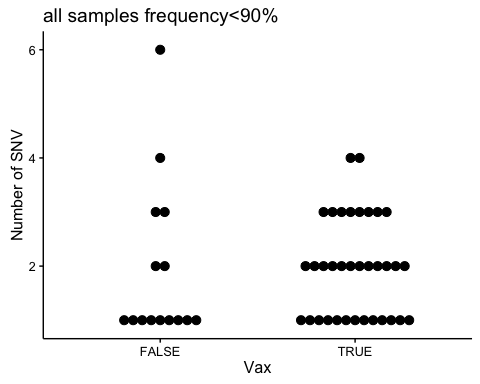 all samples frequency<90%
6
4
2
Number of SNV
FALSE
TRUE
Vax